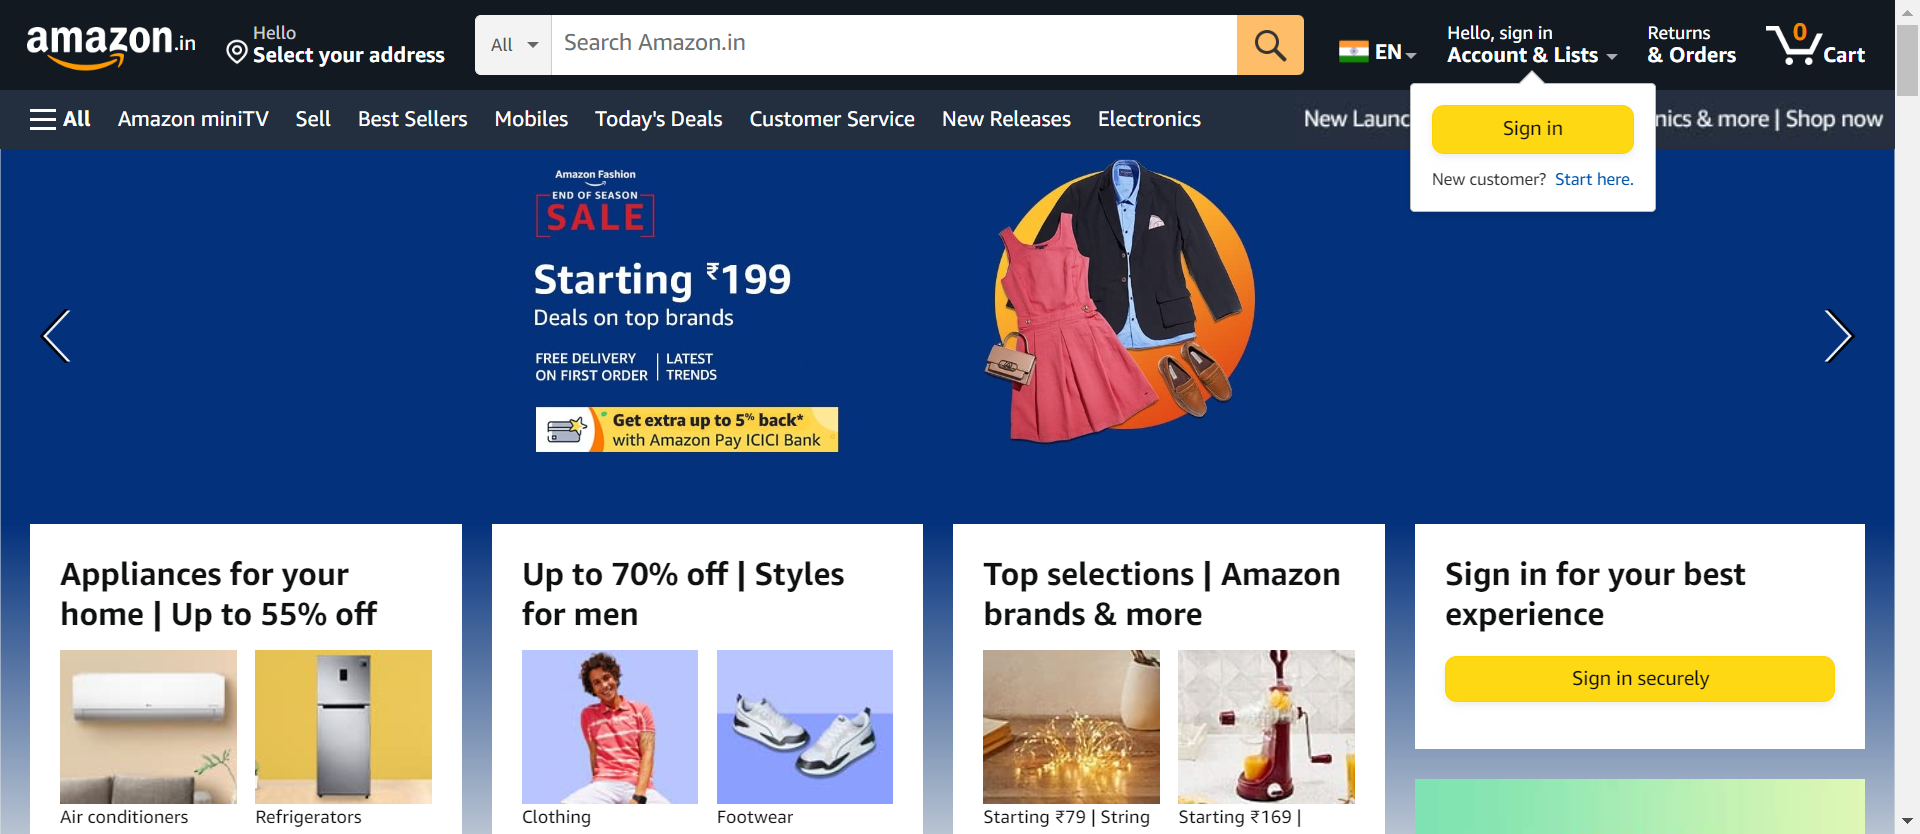 amazon.in
Hello
Select your address
All
Search Amazon.in
EN
Hello, sign in
Account & Lists
Returns
& Orders
0
Cart
All
Amazon miniTV
Sell
Best Sellers
Mobiles
Today's Deals
Customer Service
New Releases
Electronics
New Launc
nics & more | Shop now
Sign in
New customer? Start here.
Amazon Fashion
END OF SEASON
SALE
Starting ₹199
Deals on top brands
FREE DELIVERY
ON FIRST ORDER
LATEST
TRENDS
Get extra up to 5% back*
with Amazon Pay ICICI Bank
Appliances for your
home | Up to 55% off
Air conditioners
Refrigerators
Up to 70% off | Styles
for men
Clothing
Footwear
Top selections | Amazon
brands & more
Starting ₹79 | String
Starting ₹169 |
Sign in for your best
experience
Sign in securely